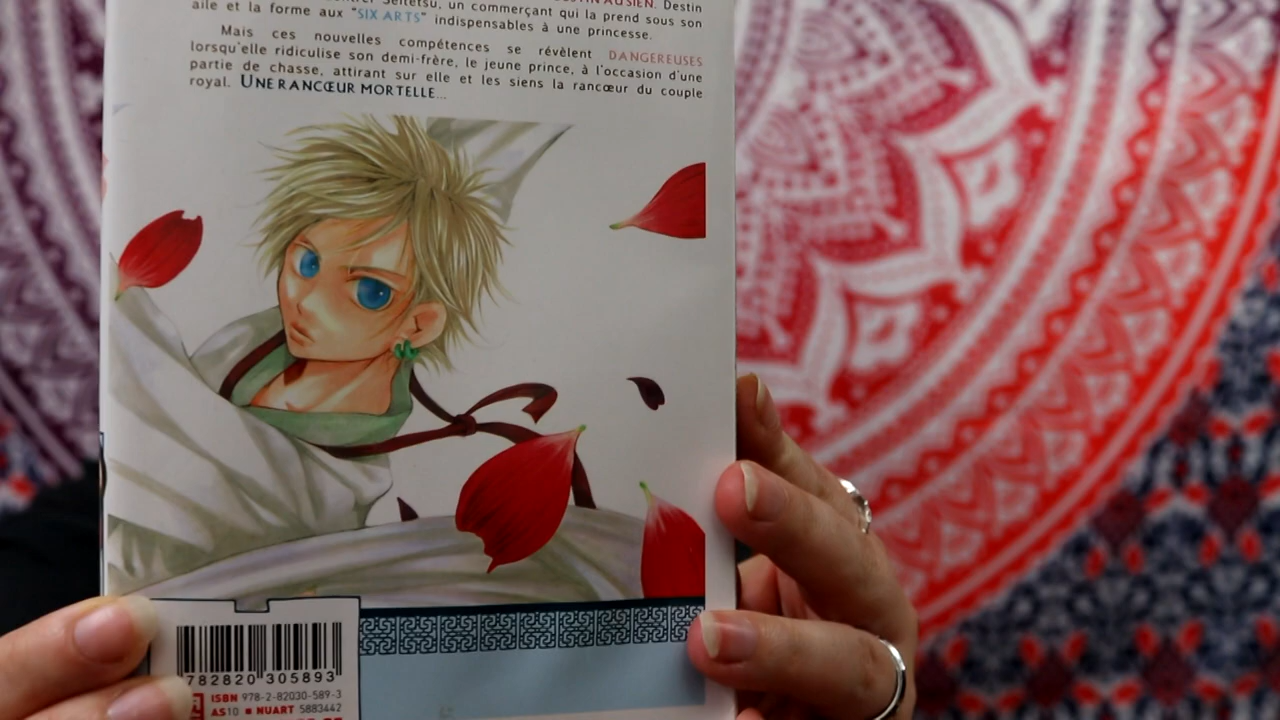 Seitetsu, un commerçant qui la prend sous son
aile et la forme aux "SIX ARTS" indispensables à une princesse.
Mais ces nouvelles compétences se révèlent DANGEREUSES
lorsqu'elle ridiculise son demi-frère, le jeune prince, à l'occasion d'une
partie de chasse, attirant sur elle et les siens la rancœur du couple
royal. UNE RANCŒUR MORTELLE...
782820 305893
ISBN 978-2-82030-589-3
AS10 ■ NUART 5883442